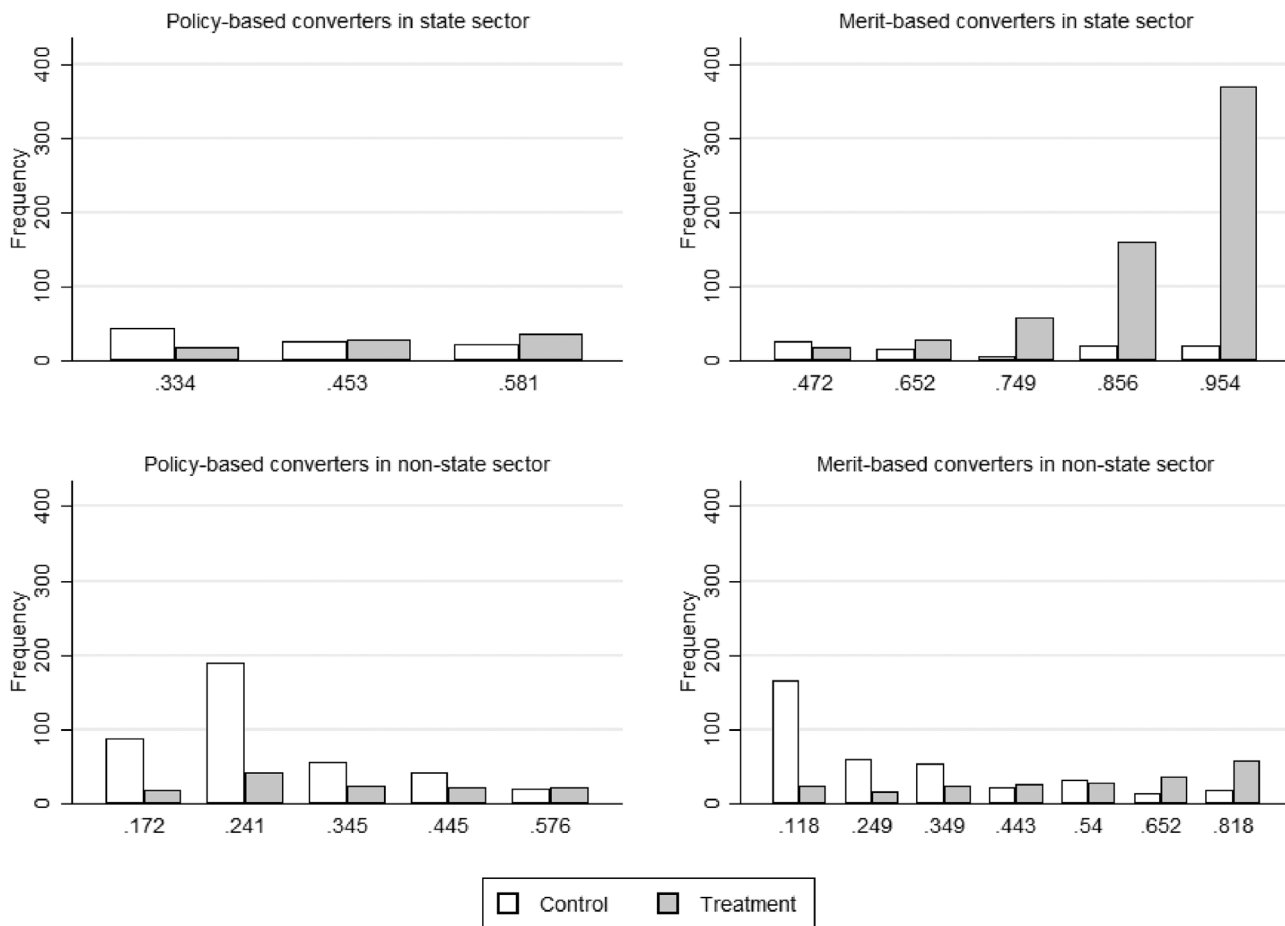 Policy-based converters in state sector
Frequency
400
300
200
100
0
.334 .453 .581
Merit-based converters in state sector
Frequency
400
300
200
100
0
.472 .652 .749 .856 .954
Policy-based converters in non-state sector
Frequency
400
300
200
100
0
.172 .241 .345 .445 .576
Merit-based converters in non-state sector
Frequency
400
300
200
100
0
.118 .249 .349 .443 .54 .652 .818
Control Treatment